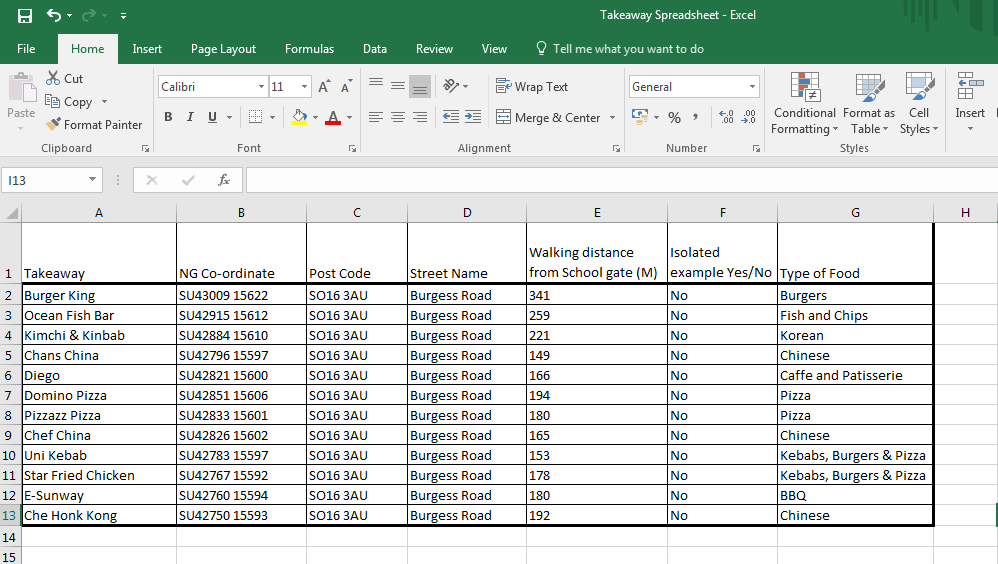 Takeaway Spreadsheet - Excel
File Home Insert Page Layout Formulas Data Review View Tell me what you want to do
Paste
Cut
Copy
Format Painter
Clipboard
Calibri 11 A A
B I U A
Font
Wrap Text
Merge & Center
Alignment
General
% , .00
Number
Conditional Formatting
Format as Table
Cell Styles
Styles
Insert
I13 fx
A B C D E F G H
1 Takeaway NG Co-ordinate Post Code Street Name Walking distance from School gate (M) Isolated example Yes/No Type of Food
2 Burger King SU43009 15622 SO16 3AU Burgess Road 341 No Burgers
3 Ocean Fish Bar SU42915 15612 SO16 3AU Burgess Road 259 No Fish and Chips
4 Kimchi & Kinbab SU42884 15610 SO16 3AU Burgess Road 221 No Korean
5 Chans China SU42796 15597 SO16 3AU Burgess Road 149 No Chinese
6 Diego SU42821 15600 SO16 3AU Burgess Road 166 No Caffe and Patisserie
7 Domino Pizza SU42851 15606 SO16 3AU Burgess Road 194 No Pizza
8 Pizzazz Pizza SU42833 15601 SO16 3AU Burgess Road 180 No Pizza
9 Chef China SU42826 15602 SO16 3AU Burgess Road 165 No Chinese
10 Uni Kebab SU42783 15597 SO16 3AU Burgess Road 153 No Kebabs, Burgers & Pizza
11 Star Fried Chicken SU42767 15592 SO16 3AU Burgess Road 178 No Kebabs, Burgers & Pizza
12 E-Sunway SU42760 15594 SO16 3AU Burgess Road 180 No BBQ
13 Che Honk Kong SU42750 15593 SO16 3AU Burgess Road 192 No Chinese
14
15